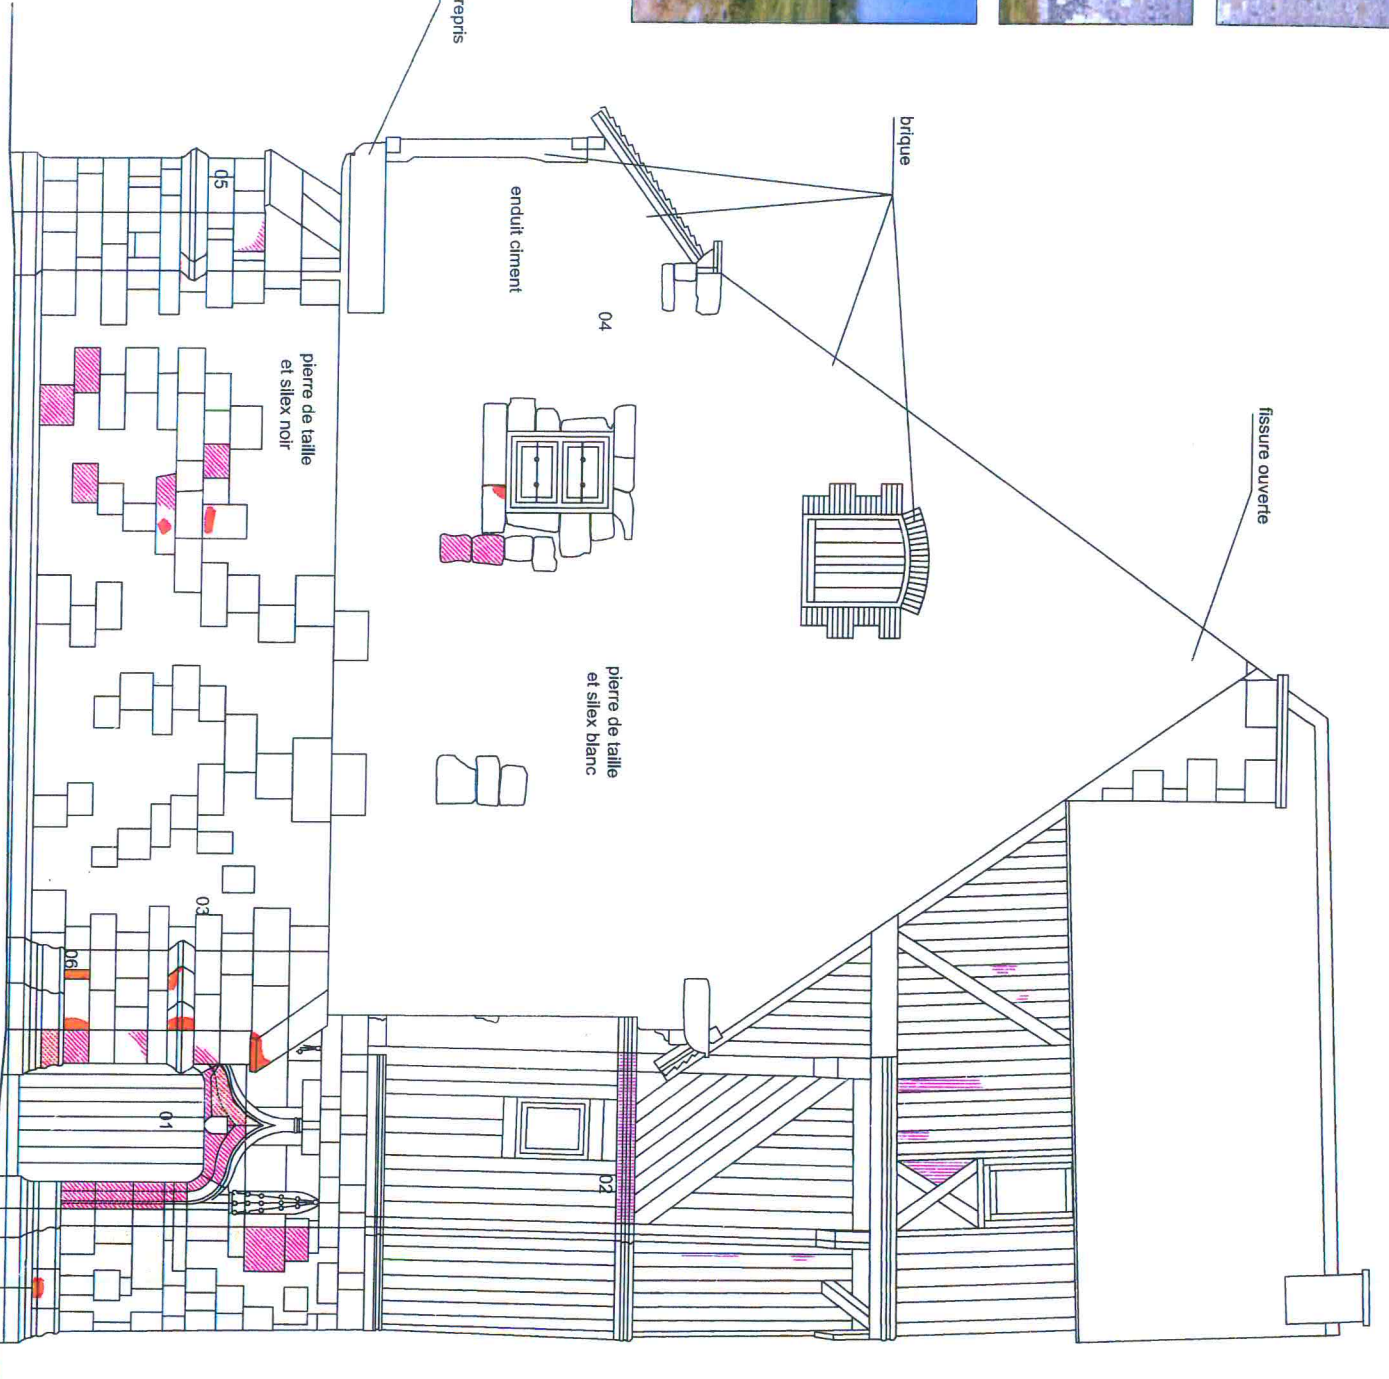 repris
brique
fissure ouverte
05
enduit ciment
04
pierre de taille
et silex noir
pierre de taille
et silex blanc
03
06
01
02